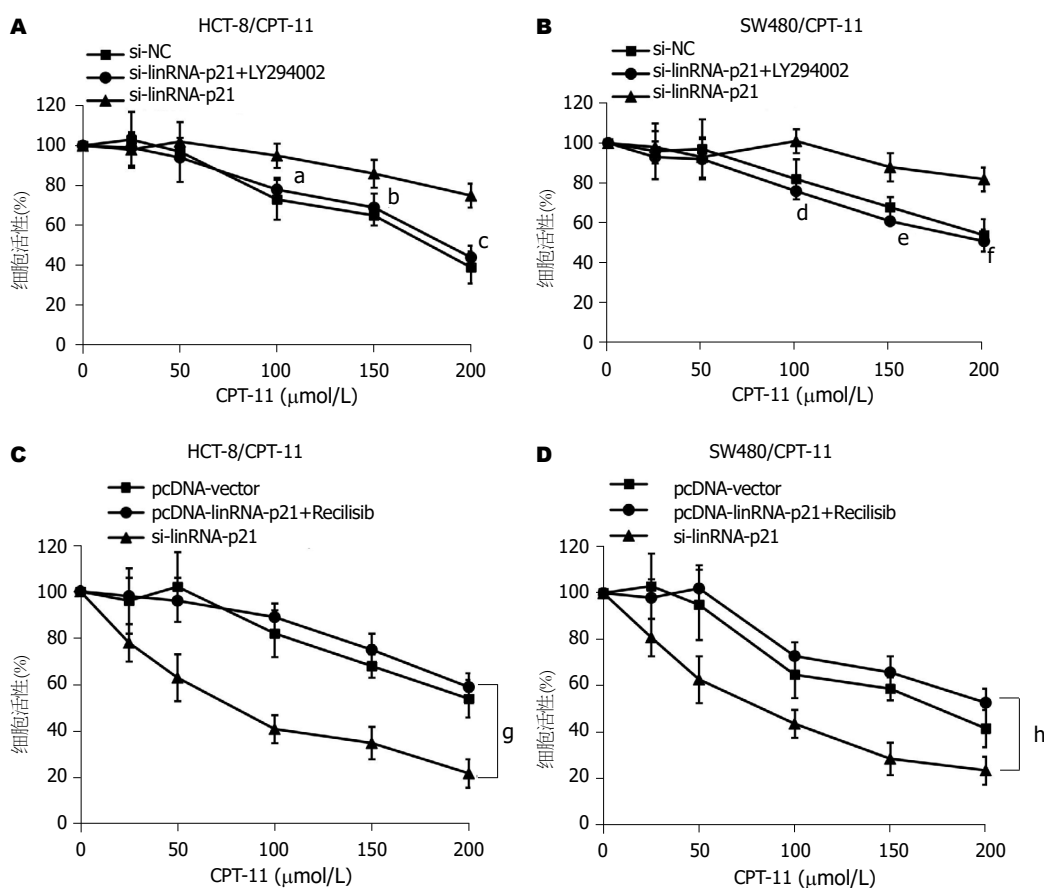 A
HCT-8/CPT-11
si-NC
si-linRNA-p21+LY294002
si-linRNA-p21
120
100
80
60
40
20
0
细胞活性(%)
a
b
c
0 50 100 150 200
CPT-11 (μmol/L)
B
SW480/CPT-11
si-NC
si-linRNA-p21+LY294002
si-linRNA-p21
120
100
80
60
40
20
0
细胞活性(%)
d
e
f
0 50 100 150 200
CPT-11 (μmol/L)
C
HCT-8/CPT-11
pcDNA-vector
pcDNA-linRNA-p21+Recilisib
si-linRNA-p21
120
100
80
60
40
20
0
细胞活性(%)
g
0 50 100 150 200
CPT-11 (μmol/L)
D
SW480/CPT-11
pcDNA-vector
pcDNA-linRNA-p21+Recilisib
si-linRNA-p21
120
100
80
60
40
20
0
细胞活性(%)
h
0 50 100 150 200
CPT-11 (μmol/L)